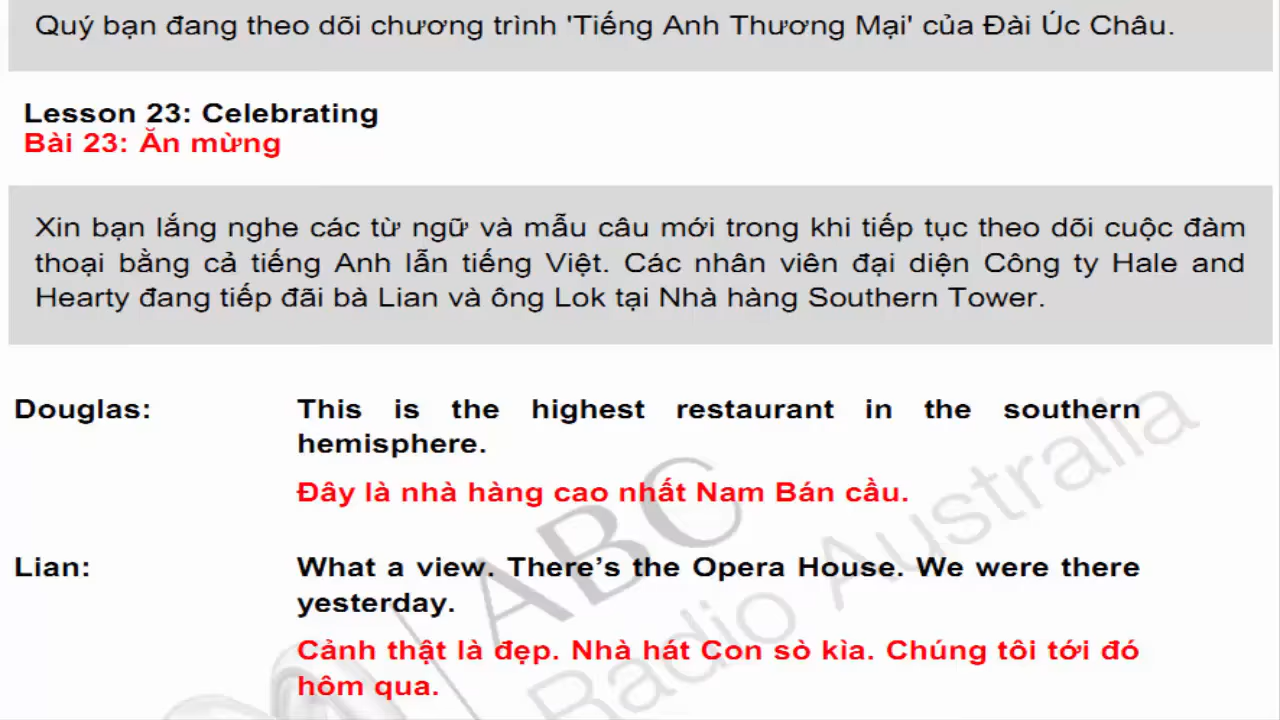 Quý bạn đang theo dõi chương trình 'Tiếng Anh Thương Mại' của Đài Úc Châu.
Lesson 23: Celebrating
Bài 23: Ăn mừng
Xin bạn lắng nghe các từ ngữ và mẫu câu mới trong khi tiếp tục theo dõi cuộc đàm
thoại bằng cả tiếng Anh lẫn tiếng Việt. Các nhân viên đại diện Công ty Hale and
Hearty đang tiếp đãi bà Lian và ông Lok tại Nhà hàng Southern Tower.
Douglas: This is the highest restaurant in the southern
hemisphere.
Đây là nhà hàng cao nhất Nam Bán cầu.
Lian: What a view. There's the Opera House. We were there
yesterday.
Cảnh thật là đẹp. Nhà hát Con sò kìa. Chúng tôi tới đó
hôm qua.
ABC
Radio Australia